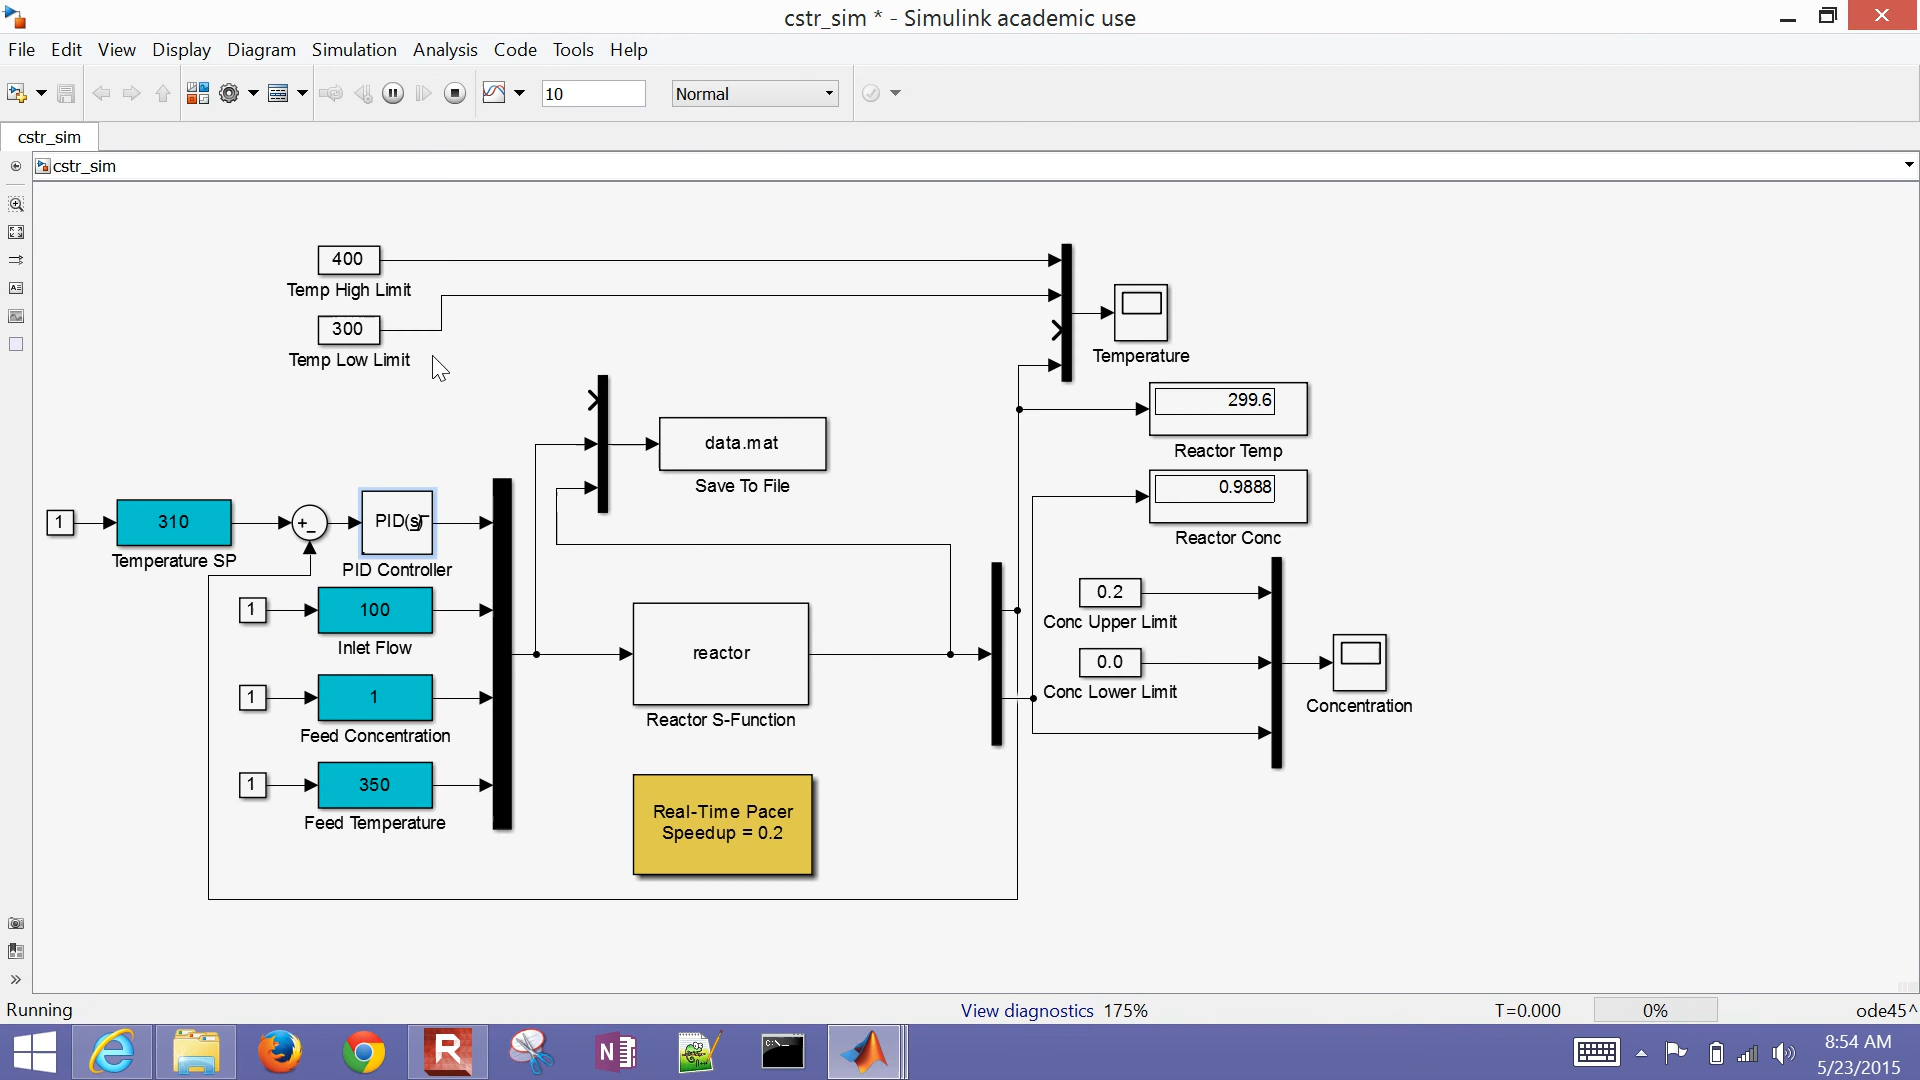 cstr_sim * - Simulink academic use
File Edit View Display Diagram Simulation Analysis Code Tools Help
10 Normal
cstr_sim
cstr_sim
400
Temp High Limit
300
Temp Low Limit
Temperature
299.6
Reactor Temp
data.mat
Save To File
0.9888
Reactor Conc
1
310
Temperature SP
+
-
PID(s)
PID Controller
1
100
Inlet Flow
0.2
Conc Upper Limit
reactor
Reactor S-Function
0.0
Conc Lower Limit
Concentration
1
1
Feed Concentration
1
350
Feed Temperature
Real-Time Pacer
Speedup = 0.2
Running View diagnostics 175% T=0.000 0% ode45^
8:54 AM
5/23/2015